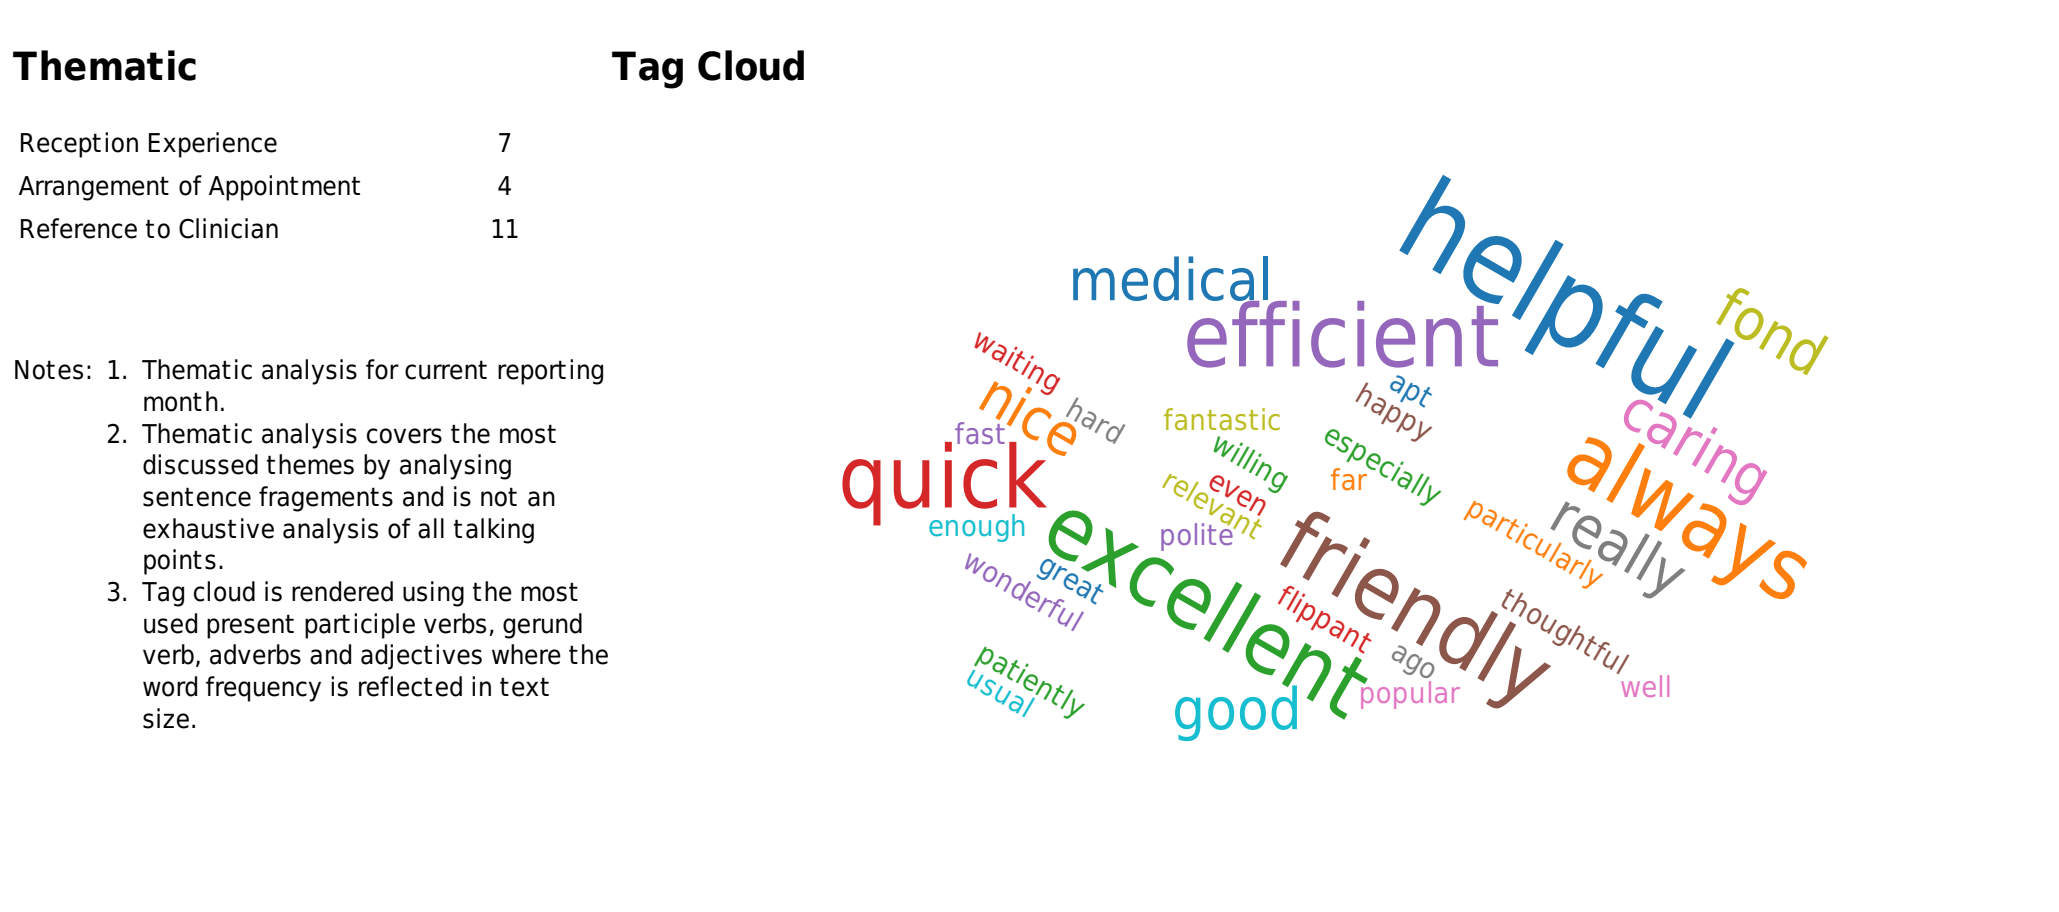 Thematic
Tag Cloud
Reception Experience 7
Arrangement of Appointment 4
Reference to Clinician 11
Notes: 1. Thematic analysis for current reporting
month.
2. Thematic analysis covers the most
discussed themes by analysing
sentence fragements and is not an
exhaustive analysis of all talking
points.
3. Tag cloud is rendered using the most
used present participle verbs, gerund
verb, adverbs and adjectives where the
word frequency is reflected in text
size.
helpful
medical
fond
efficient
waiting
apt
nice
happy
hard
caring
fantastic
fast
especially
willing
always
quick
far
even
relevant
enough
particularly
really
polite
excellent
friendly
great
wonderful
flippant
thoughtful
ago
patiently
usual
good
popular
well